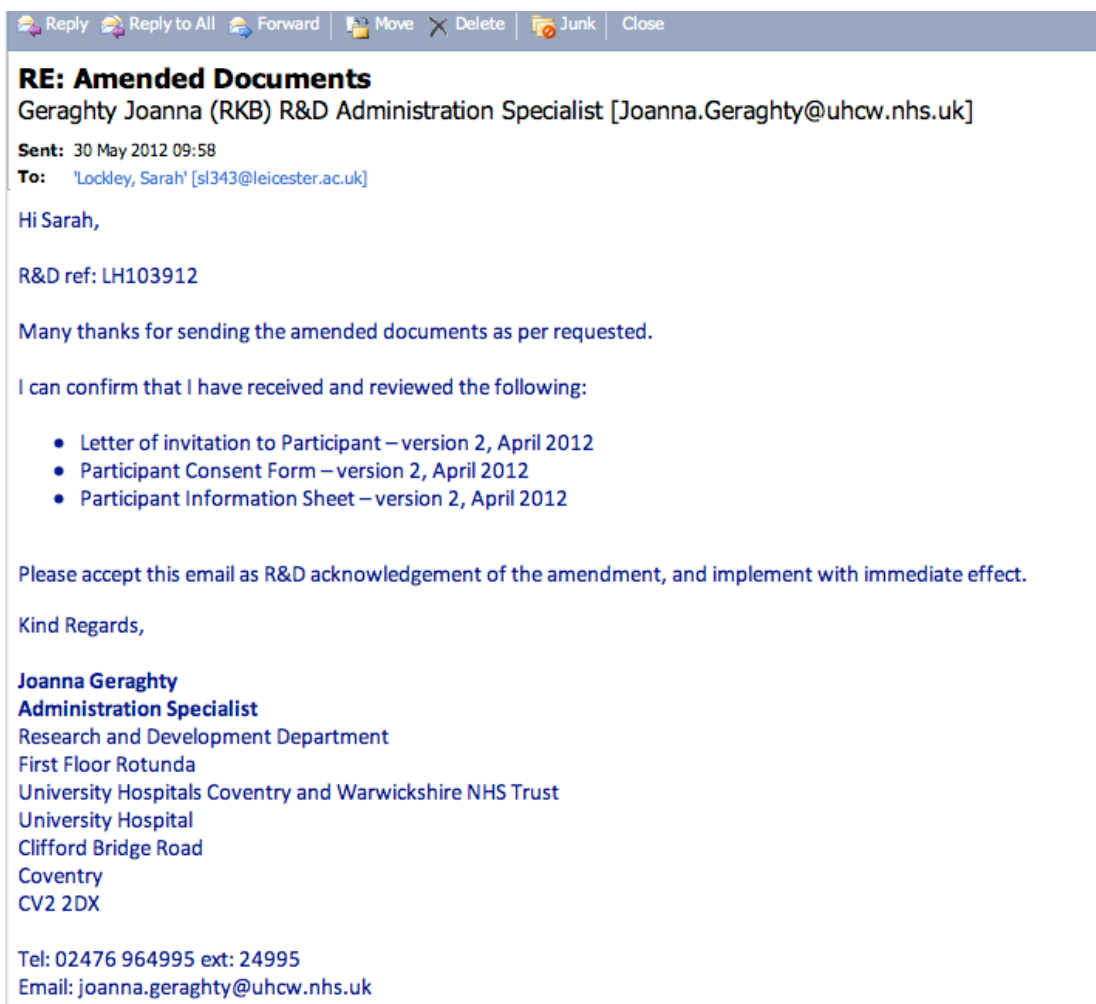 Reply Reply to All Forward Move Delete Junk Close
RE: Amended Documents
Geraghty Joanna (RKB) R&D Administration Specialist [Joanna.Geraghty@uhcw.nhs.uk]
Sent: 30 May 2012 09:58
To: 'Lockley, Sarah' [sl343@leicester.ac.uk]
Hi Sarah,
R&D ref: LH103912
Many thanks for sending the amended documents as per requested.
I can confirm that I have received and reviewed the following:
• Letter of invitation to Participant – version 2, April 2012
• Participant Consent Form – version 2, April 2012
• Participant Information Sheet – version 2, April 2012
Please accept this email as R&D acknowledgement of the amendment, and implement with immediate effect.
Kind Regards,
Joanna Geraghty
Administration Specialist
Research and Development Department
First Floor Rotunda
University Hospitals Coventry and Warwickshire NHS Trust
University Hospital
Clifford Bridge Road
Coventry
CV2 2DX
Tel: 02476 964995 ext: 24995
Email: joanna.geraghty@uhcw.nhs.uk